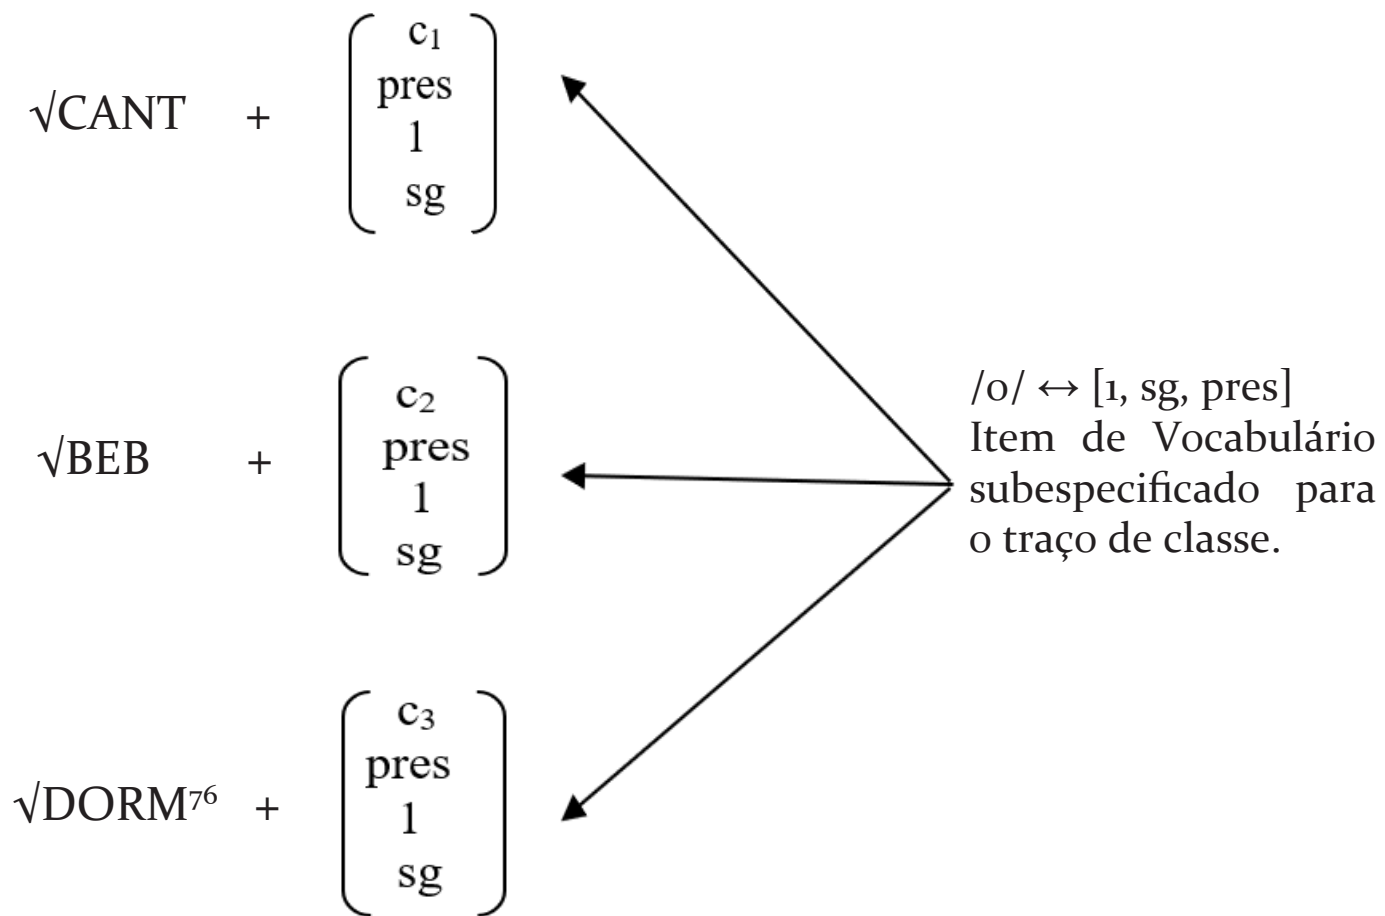 c₁
pres
√CANT +
1
sg
c₂
pres
√BEB +
1
sg
c₃
pres
√DORM⁷⁶ +
1
sg
/o/ ↔ [1, sg, pres]
Item de Vocabulário
subespecificado para
o traço de classe.